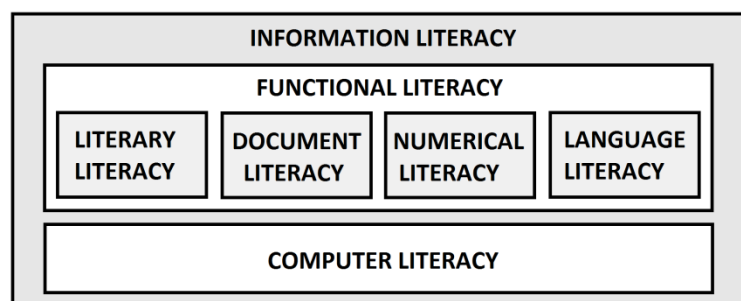 INFORMATION LITERACY
FUNCTIONAL LITERACY
LITERARY
LITERACY
DOCUMENT
LITERACY
NUMERICAL
LITERACY
LANGUAGE
LITERACY
COMPUTER LITERACY